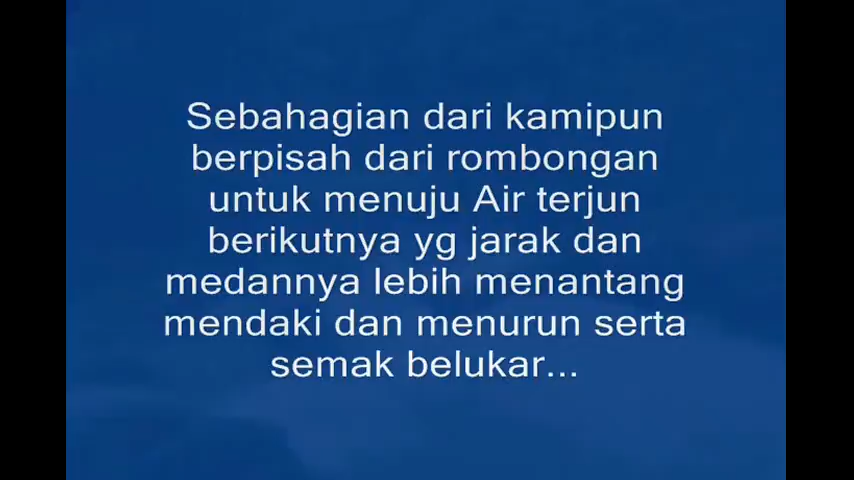 Sebahagian dari kamipun
berpisah dari rombongan
untuk menuju Air terjun
berikutnya yg jarak dan
medannya lebih menantang
mendaki dan menurun serta
semak belukar...